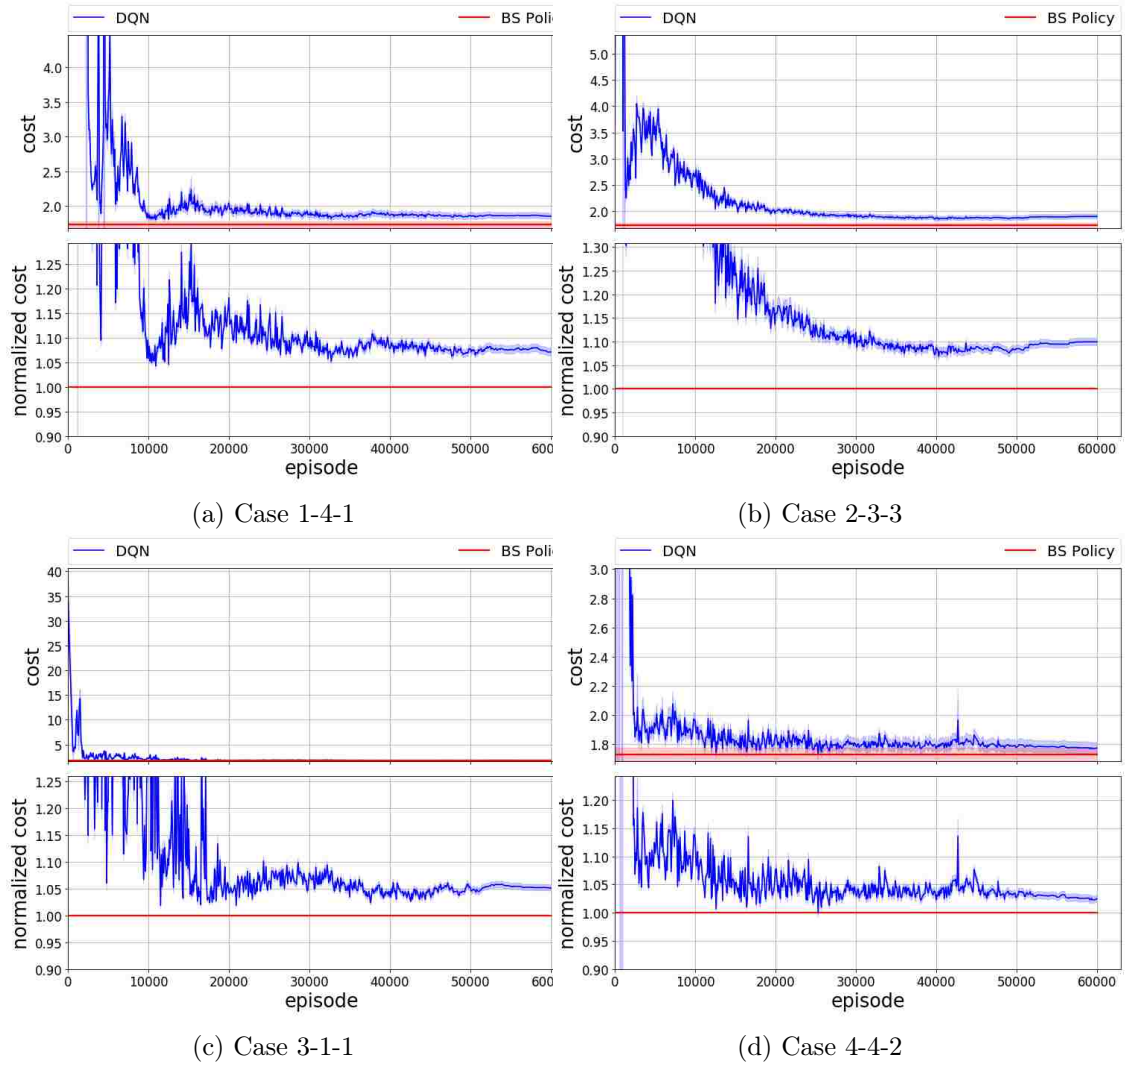 DQN BS Poli
4.0
3.5
3.0
2.5
2.0
cost
1.25
1.20
1.15
1.10
1.05
1.00
0.95
0.90
normalized cost
0 10000 20000 30000 40000 50000 6000
episode
(a) Case 1-4-1
DQN BS Policy
5.0
4.5
4.0
3.5
3.0
2.5
2.0
cost
1.30
1.25
1.20
1.15
1.10
1.05
1.00
0.95
0.90
normalized cost
0 10000 20000 30000 40000 50000 60000
episode
(b) Case 2-3-3
DQN BS Poli
40
35
30
25
20
15
10
5
cost
1.25
1.20
1.15
1.10
1.05
1.00
0.95
0.90
normalized cost
0 10000 20000 30000 40000 50000 6000
episode
(c) Case 3-1-1
DQN BS Policy
3.0
2.8
2.6
2.4
2.2
2.0
1.8
cost
1.20
1.15
1.10
1.05
1.00
0.95
0.90
normalized cost
0 10000 20000 30000 40000 50000 60000
episode
(d) Case 4-4-2